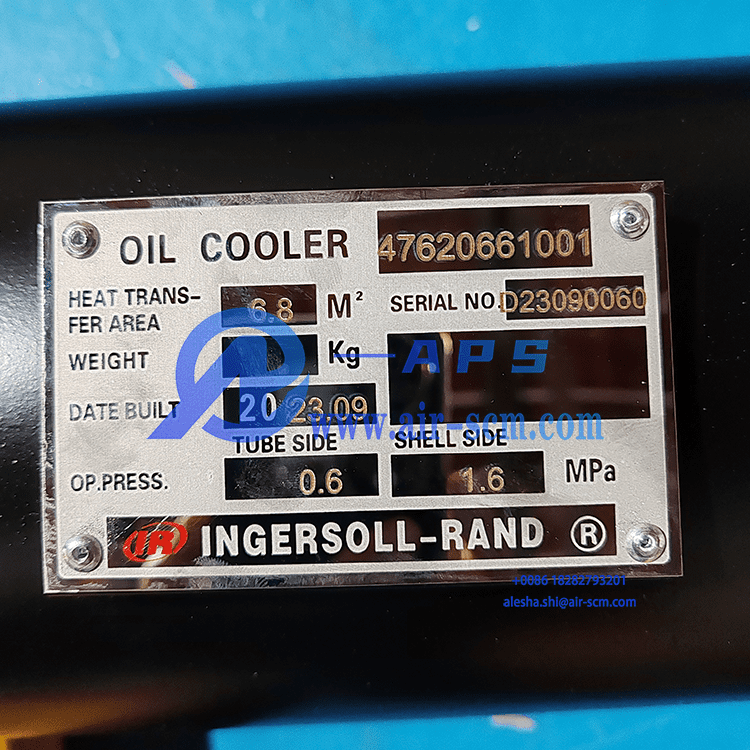 OIL COOLER 47620661001
HEAT TRANS-
FER AREA 6.8 M²
SERIAL NO. D23090060
WEIGHT Kg
APS
DATE BUILT 20 23 09
www.air-scm.com
TUBE SIDE SHELL SIDE
OP.PRESS. 0.6 1.6 MPa
IR INGERSOLL-RAND ®
+0086 18282793201
alesha.shi@air-scm.com